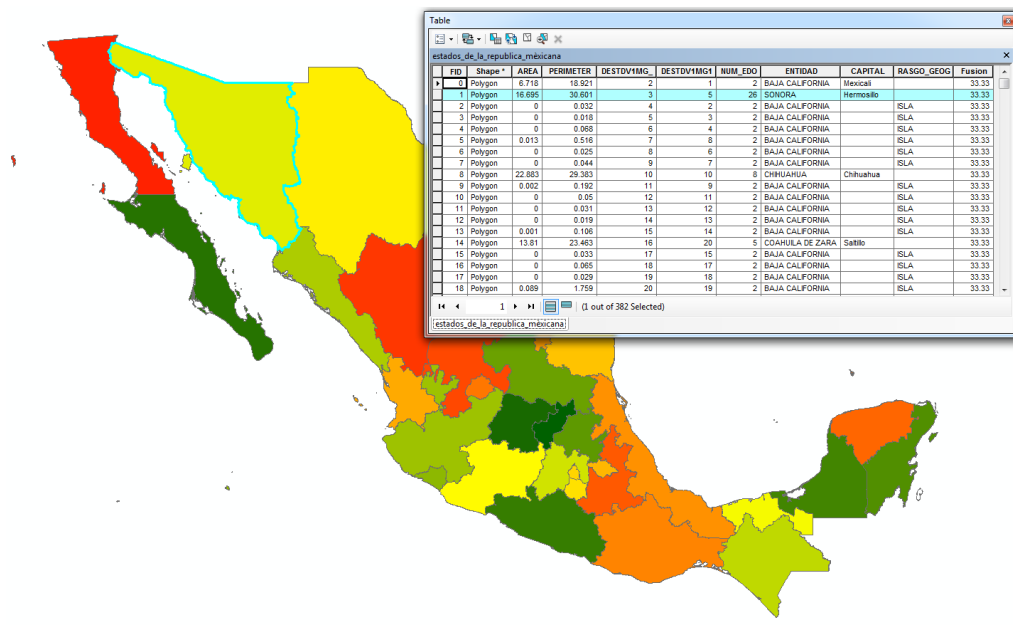 Table
estados_de_la_republica_mèxicana
FID Shape * AREA PERIMETER DESTDV1MG_ DESTDV1MG1 NUM_EDO ENTIDAD CAPITAL RASGO_GEOG Fusion
0 Polygon 6.718 18.921 2 1 2 BAJA CALIFORNIA Mexicali 33.33
1 Polygon 16.695 30.601 3 5 26 SONORA Hermosillo 33.33
2 Polygon 0 0.032 4 2 2 BAJA CALIFORNIA ISLA 33.33
3 Polygon 0 0.018 5 3 2 BAJA CALIFORNIA ISLA 33.33
4 Polygon 0 0.068 6 4 2 BAJA CALIFORNIA ISLA 33.33
5 Polygon 0.013 0.516 7 8 2 BAJA CALIFORNIA ISLA 33.33
6 Polygon 0 0.025 8 6 2 BAJA CALIFORNIA ISLA 33.33
7 Polygon 0 0.044 9 7 2 BAJA CALIFORNIA ISLA 33.33
8 Polygon 22.883 29.383 10 10 8 CHIHUAHUA Chihuahua 33.33
9 Polygon 0.002 0.192 11 9 2 BAJA CALIFORNIA ISLA 33.33
10 Polygon 0 0.05 12 11 2 BAJA CALIFORNIA ISLA 33.33
11 Polygon 0 0.031 13 12 2 BAJA CALIFORNIA ISLA 33.33
12 Polygon 0 0.019 14 13 2 BAJA CALIFORNIA ISLA 33.33
13 Polygon 0.001 0.106 15 14 2 BAJA CALIFORNIA ISLA 33.33
14 Polygon 13.81 23.463 16 20 5 COAHUILA DE ZARA Saltillo 33.33
15 Polygon 0 0.033 17 15 2 BAJA CALIFORNIA ISLA 33.33
16 Polygon 0 0.065 18 17 2 BAJA CALIFORNIA ISLA 33.33
17 Polygon 0 0.029 19 18 2 BAJA CALIFORNIA ISLA 33.33
18 Polygon 0.089 1.759 20 19 2 BAJA CALIFORNIA ISLA 33.33
1 (1 out of 382 Selected)
estados_de_la_republica_mèxicana